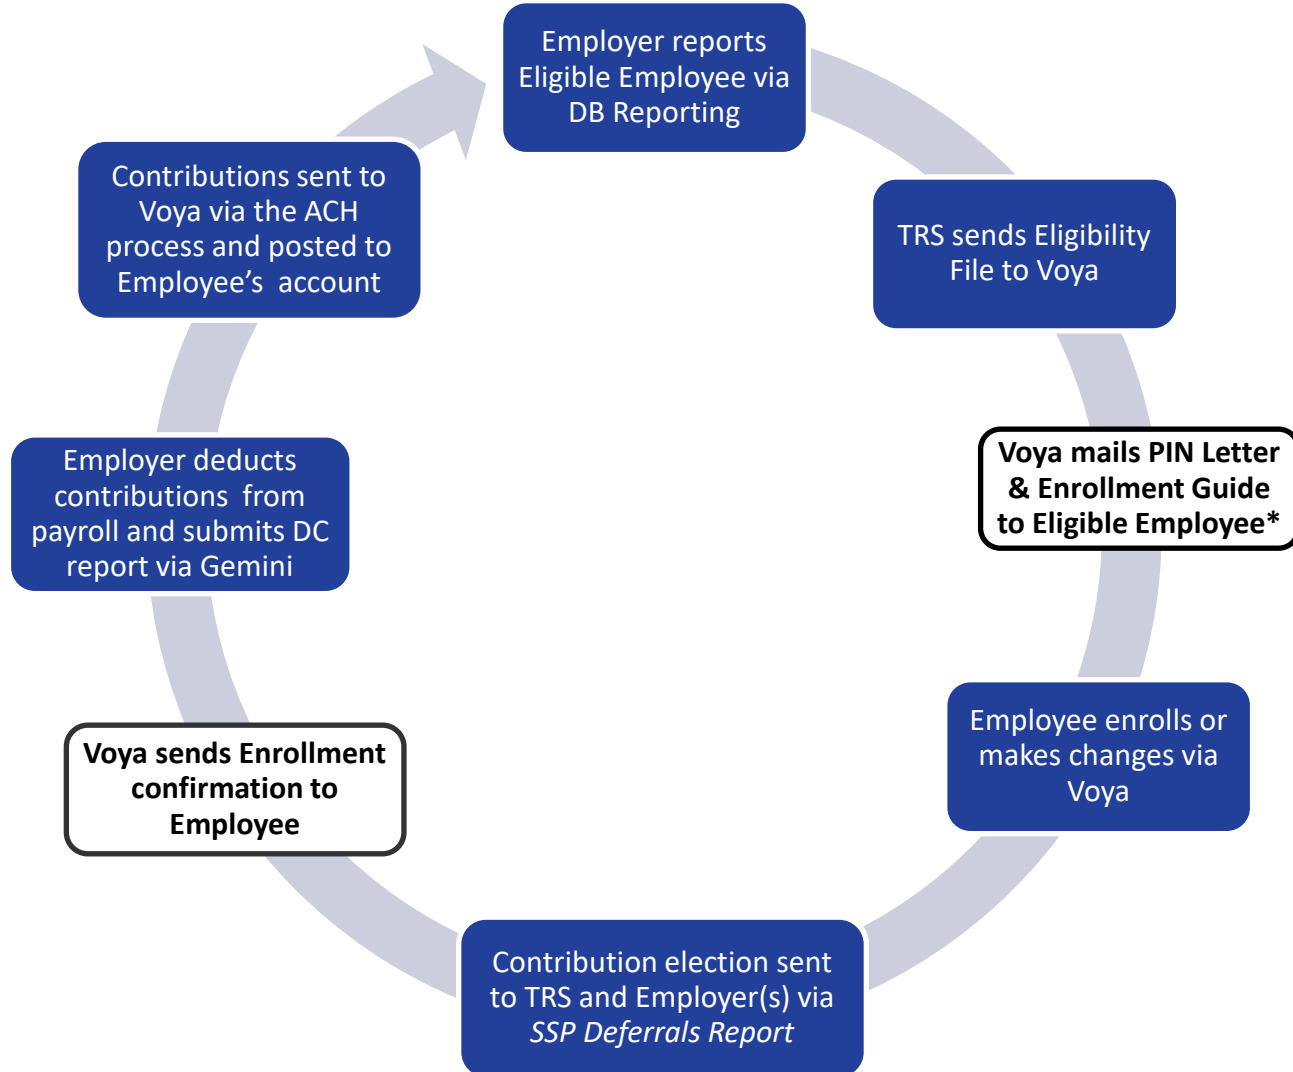 Employer reports
Eligible Employee via
DB Reporting
TRS sends Eligibility
File to Voya
Voya mails PIN Letter
& Enrollment Guide
to Eligible Employee*
Employee enrolls or
makes changes via
Voya
Contribution election sent
to TRS and Employer(s) via
SSP Deferrals Report
Voya sends Enrollment
confirmation to
Employee
Employer deducts
contributions from
payroll and submits DC
report via Gemini
Contributions sent to
Voya via the ACH
process and posted to
Employee’s account